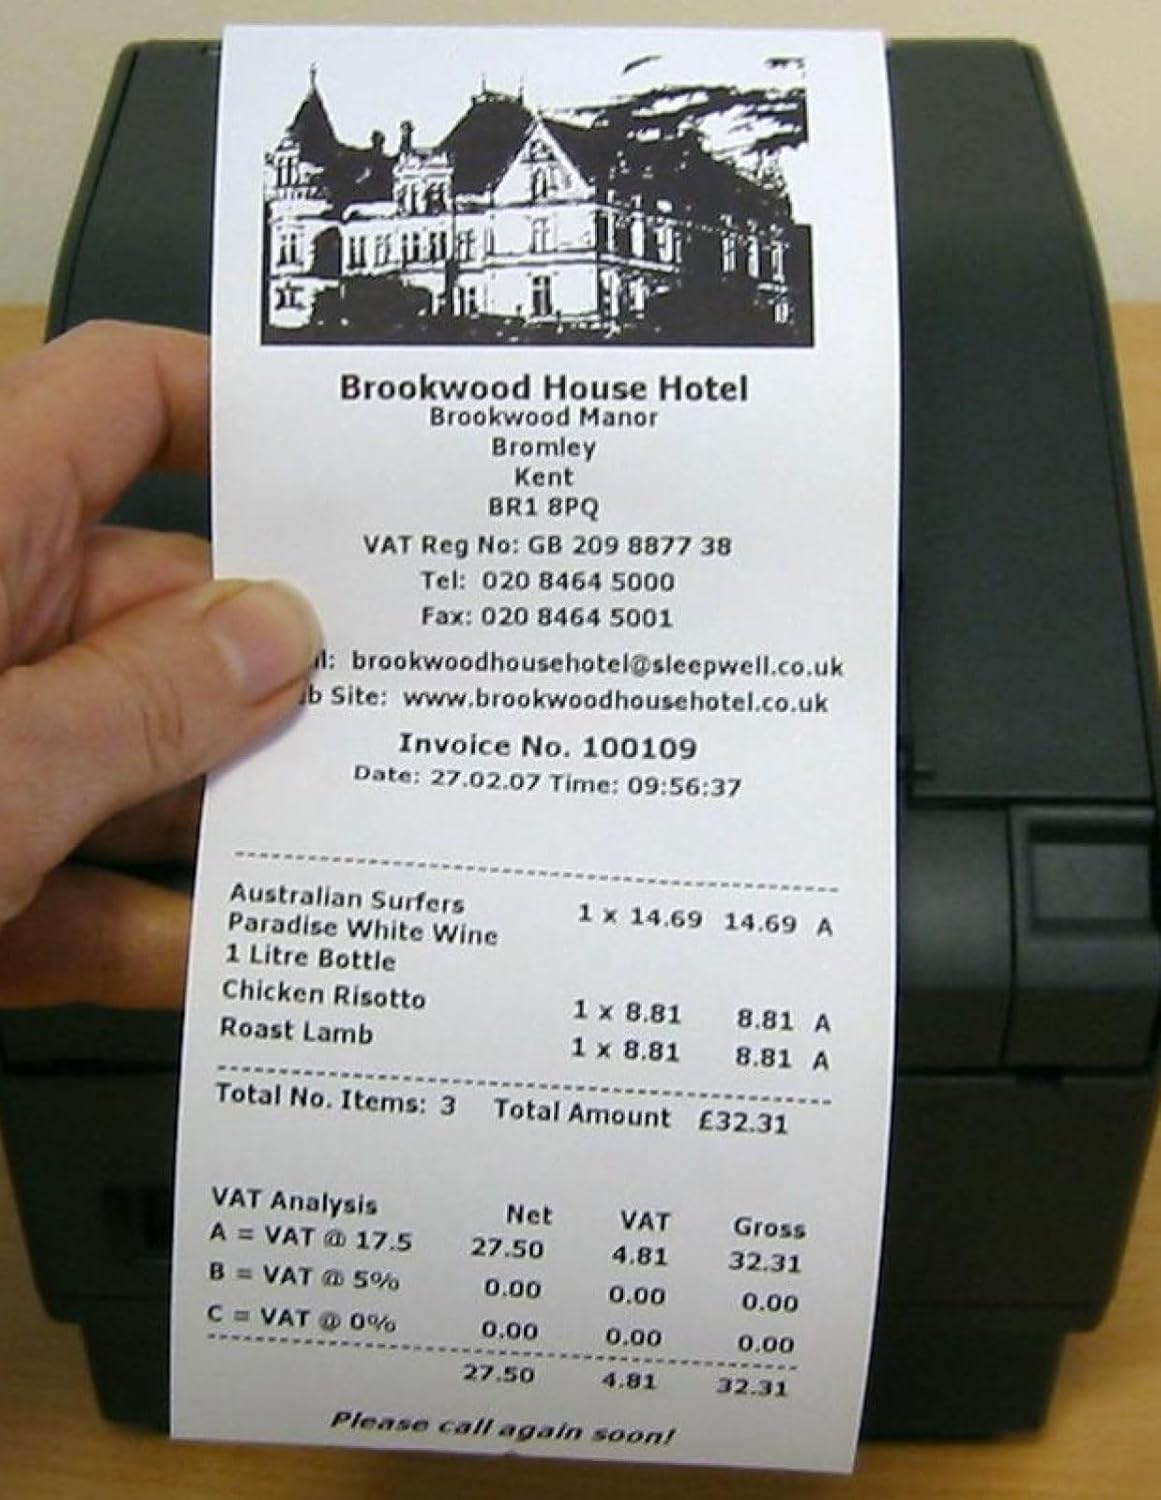 Brookwood House Hotel
Brookwood Manor
Bromley
Kent
BR1 8PQ
VAT Reg No: GB 209 8877 38
Tel: 020 8464 5000
Fax: 020 8464 5001
il: brookwoodhousehotel@sleepwell.co.uk
b Site: www.brookwoodhousehotel.co.uk
Invoice No. 100109
Date: 27.02.07 Time: 09:56:37
Australian Surfers 1 x 14.69 14.69 A
Paradise White Wine
1 Litre Bottle
Chicken Risotto 1 x 8.81 8.81 A
Roast Lamb 1 x 8.81 8.81 A
Total No. Items: 3 Total Amount £32.31
VAT Analysis Net VAT Gross
A = VAT @ 17.5 27.50 4.81 32.31
B = VAT @ 5% 0.00 0.00 0.00
C = VAT @ 0% 0.00 0.00 0.00
27.50 4.81 32.31
Please call again soon!